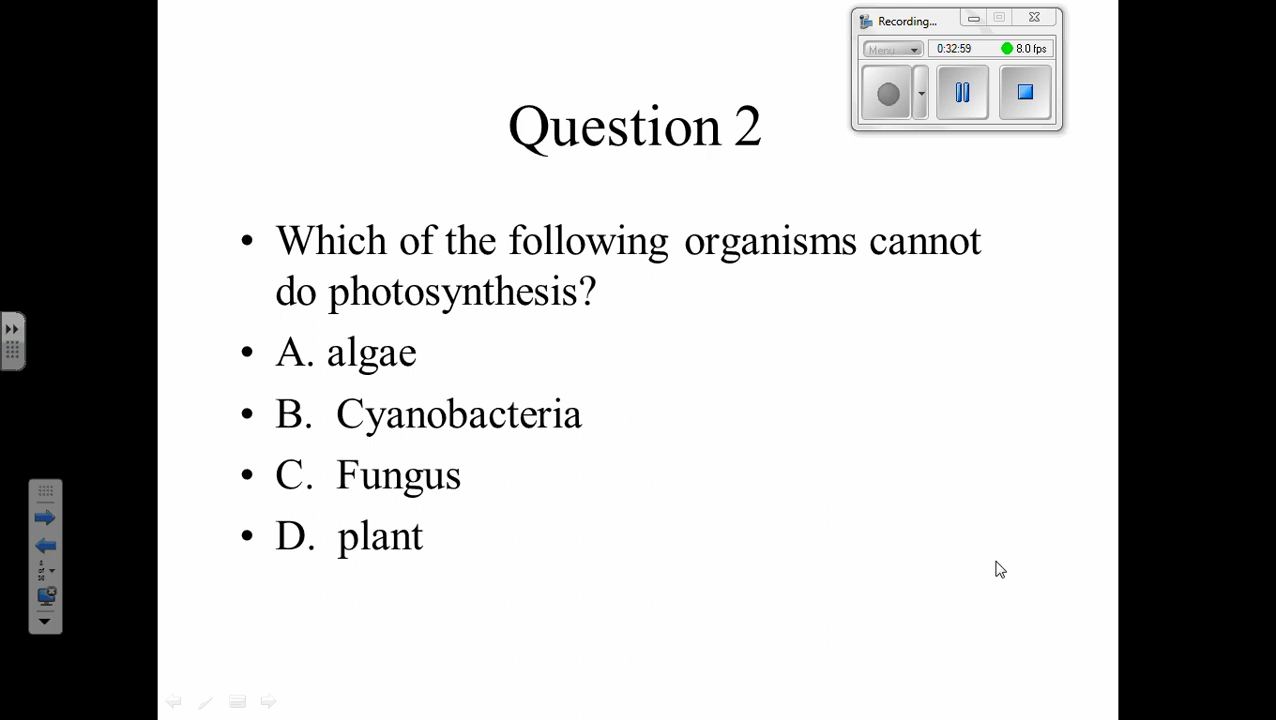 Recording...
Menu
0:32:59
8.0 fps
Question 2
• Which of the following organisms cannot
do photosynthesis?
• A. algae
• B. Cyanobacteria
• C. Fungus
• D. plant